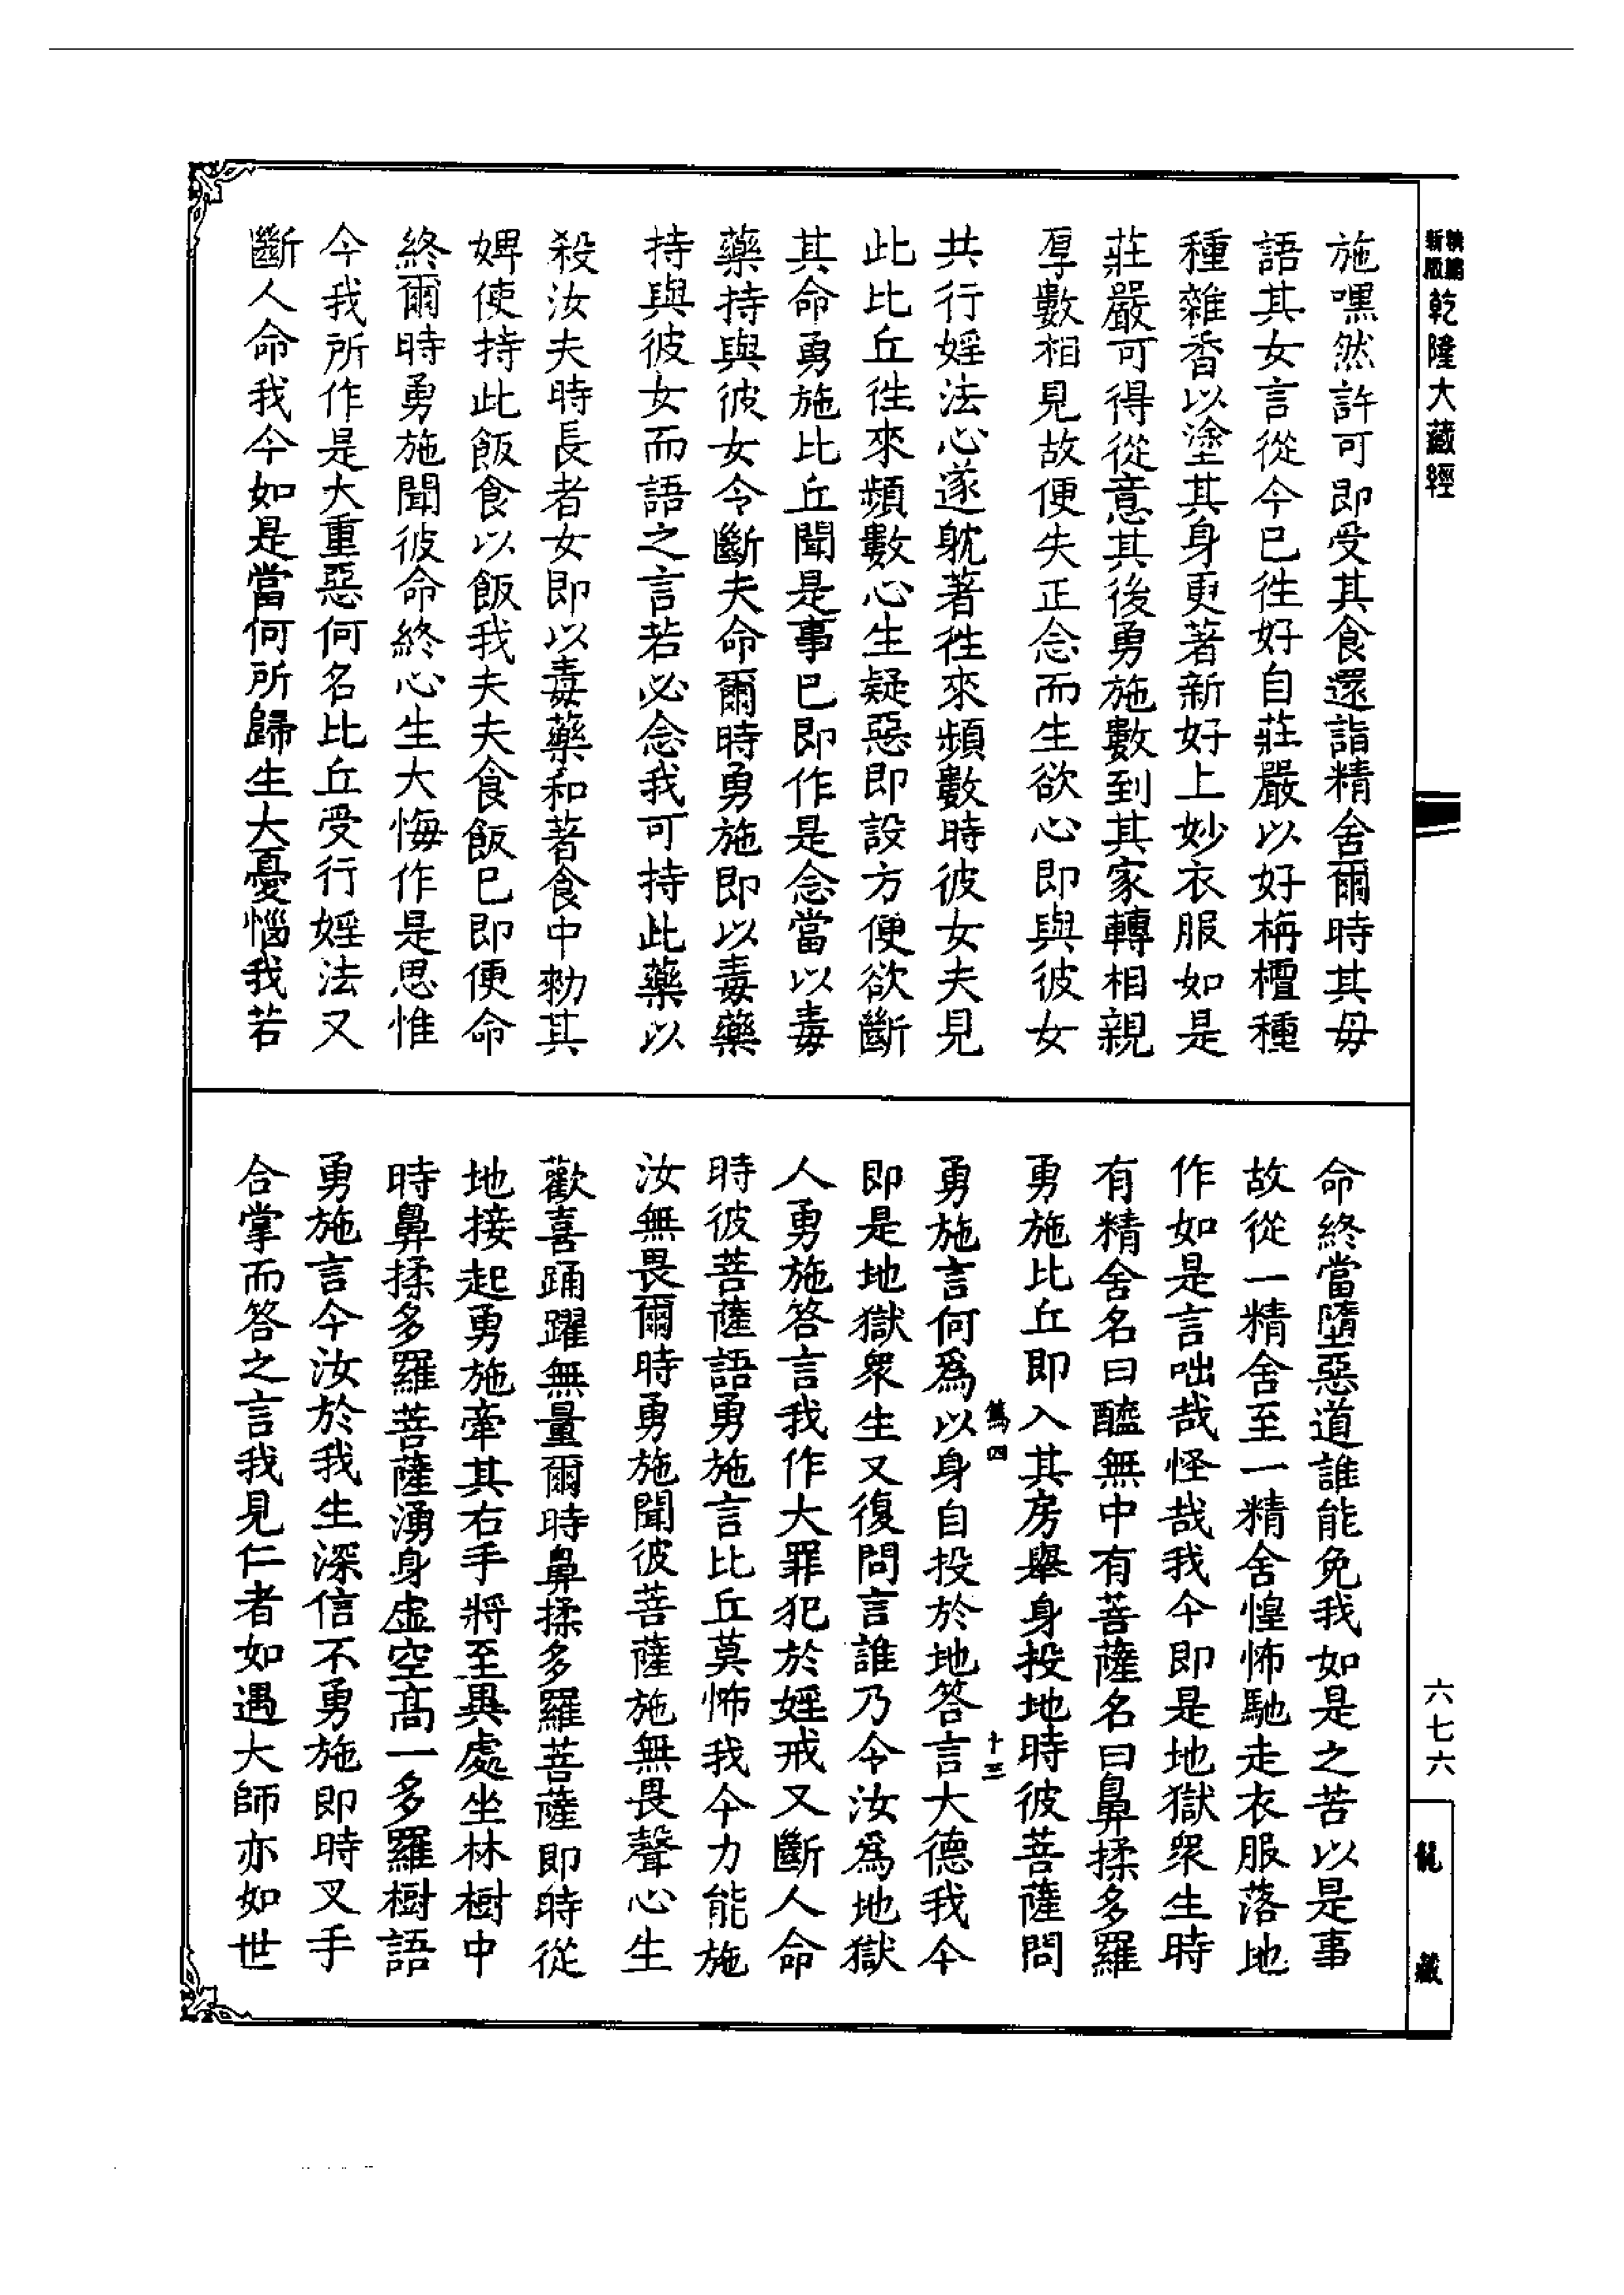 新版
乾隆大藏經
施嘿然許可即受其食還詣精舍爾時其母
語其女言從今已徃好自莊嚴以好栴檀種
種雜香以塗其身更著新好上妙衣服如是
莊嚴可得從意其後勇施數到其家轉相親
厚數相見故便失正念而生欲心即與彼女
共行婬法心遂躭著徃來頻數時彼女夫見
此比丘徃來頻數心生疑惡即設方便欲斷
其命勇施比丘聞是事已即作是念當以毒
藥持與彼女令斷夫命爾時勇施即以毒藥
持與彼女而語之言若必念我可持此藥以
殺汝夫時長者女即以毒藥和著食中勑其
婢使持此飯食以飯我夫夫食飯已即便命
終爾時勇施聞彼命終心生大悔作是思惟
今我所作是大重惡何名比丘受行婬法又
斷人命我今如是當何所歸生大憂惱我若
命終當墮惡道誰能免我如是之苦以是事
故從一精舍至一精舍惶怖馳走衣服落地
作如是言咄哉怪哉我今即是地獄衆生時
有精舍名曰醯無中有菩薩名曰鼻揉多羅
勇施比丘即入其房舉身投地時彼菩薩問
勇施言何爲以身自投於地答言大德我今
即是地獄衆生又復問言誰乃令汝爲地獄
人勇施答言我作大罪犯於婬戒又斷人命
時彼菩薩語勇施言比丘莫怖我今力能施
汝無畏爾時勇施聞彼菩薩施無畏聲心生
歡喜踊躍無量爾時鼻揉多羅菩薩即時從
地接起勇施牽其右手將至異處坐林樹中
時鼻揉多羅菩薩湧身虛空高一多羅樹語
勇施言今汝於我生深信不勇施即時叉手
合掌而答之言我見仁者如遇大師亦如世
四
十三
六七六
龍藏